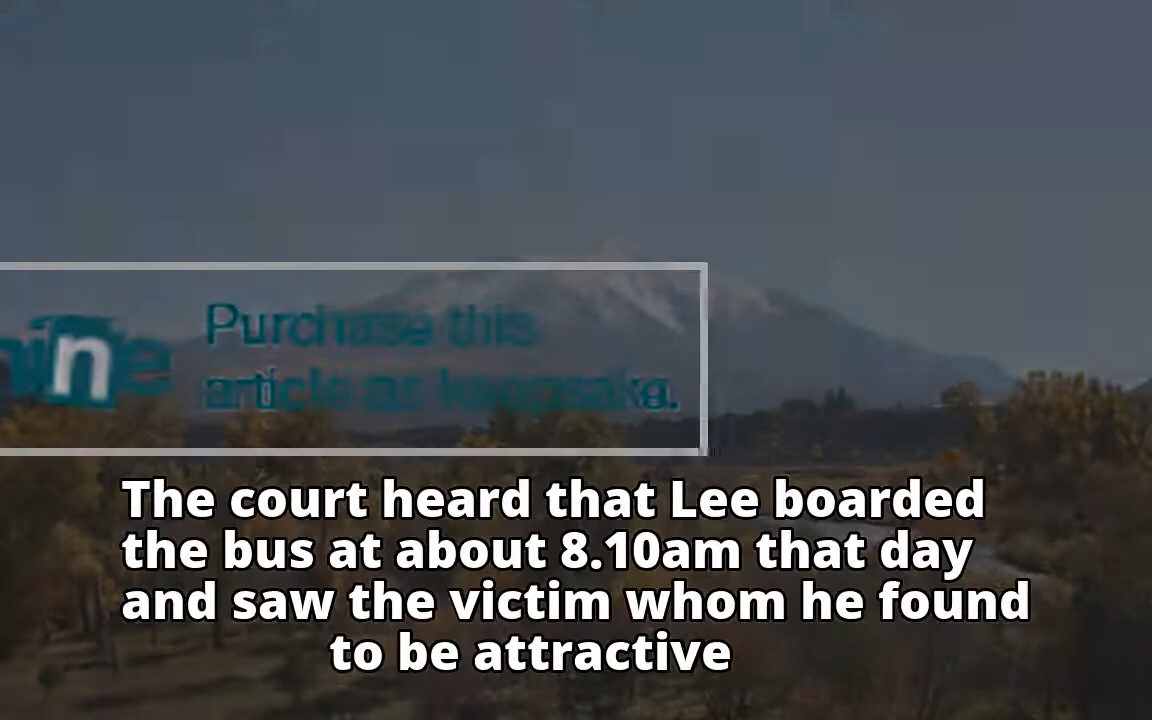 Purchase this
article as keepsake.
The court heard that Lee boarded
the bus at about 8.10am that day
and saw the victim whom he found
to be attractive